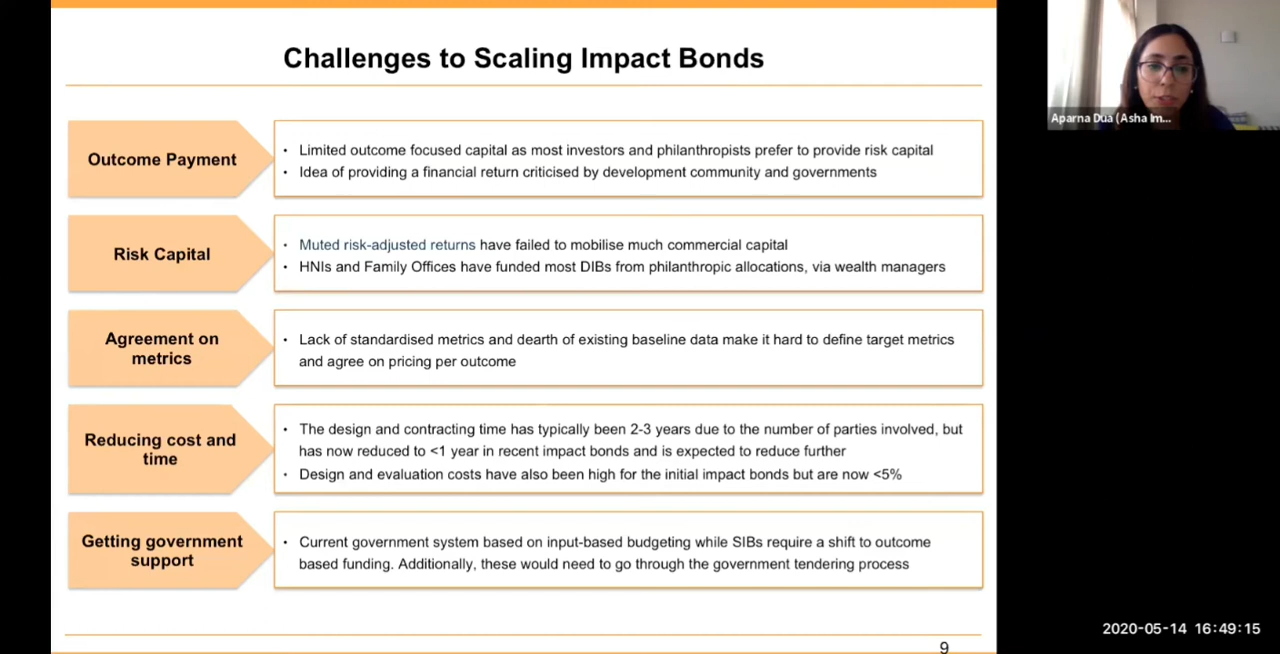 Challenges to Scaling Impact Bonds
Outcome Payment
• Limited outcome focused capital as most investors and philanthropists prefer to provide risk capital
• Idea of providing a financial return criticised by development community and governments
Risk Capital
• Muted risk-adjusted returns have failed to mobilise much commercial capital
• HNIs and Family Offices have funded most DIBs from philanthropic allocations, via wealth managers
Agreement on
metrics
• Lack of standardised metrics and dearth of existing baseline data make it hard to define target metrics
and agree on pricing per outcome
Reducing cost and
time
• The design and contracting time has typically been 2-3 years due to the number of parties involved, but
has now reduced to <1 year in recent impact bonds and is expected to reduce further
• Design and evaluation costs have also been high for the initial impact bonds but are now <5%
Getting government
support
• Current government system based on input-based budgeting while SIBs require a shift to outcome
based funding. Additionally, these would need to go through the government tendering process
9
Aparna Dua (Asha Im...
2020-05-14 16:49:15